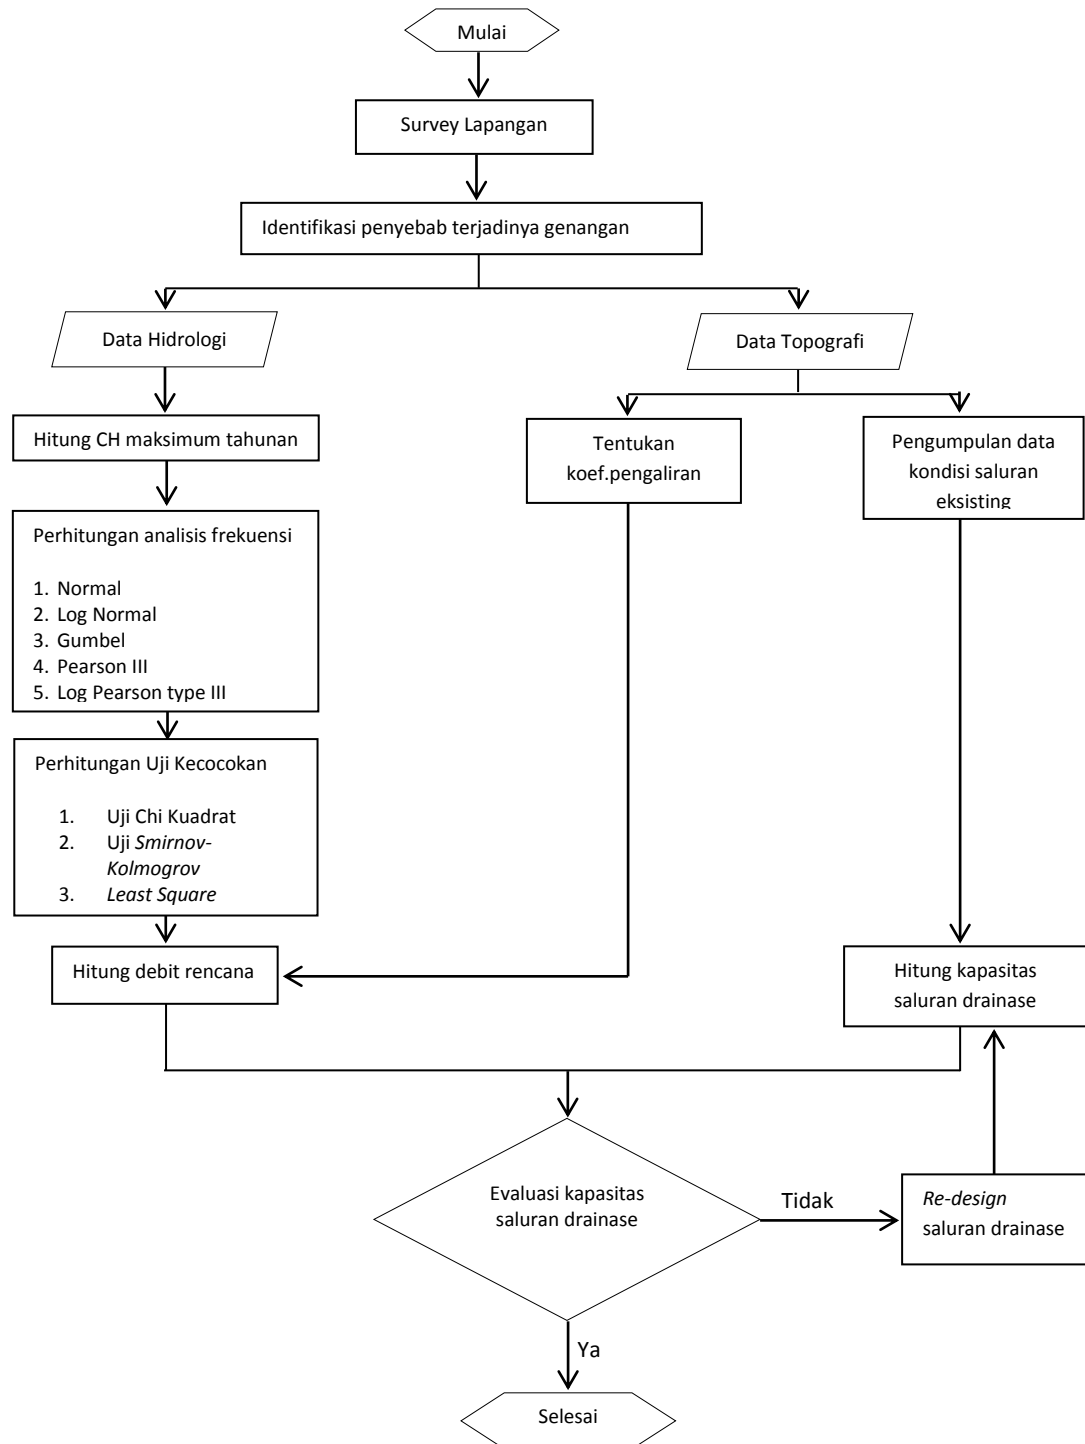 Mulai
Survey Lapangan
Identifikasi penyebab terjadinya genangan
Data Hidrologi
Data Topografi
Hitung CH maksimum tahunan
Tentukan
koef.pengaliran
Pengumpulan data
kondisi saluran
eksisting
Perhitungan analisis frekuensi
1. Normal
2. Log Normal
3. Gumbel
4. Pearson III
5. Log Pearson type III
Perhitungan Uji Kecocokan
1. Uji Chi Kuadrat
2. Uji Smirnov-
Kolmogrov
3. Least Square
Hitung debit rencana
Hitung kapasitas
saluran drainase
Evaluasi kapasitas
saluran drainase
Tidak
Re-design
saluran drainase
Ya
Selesai